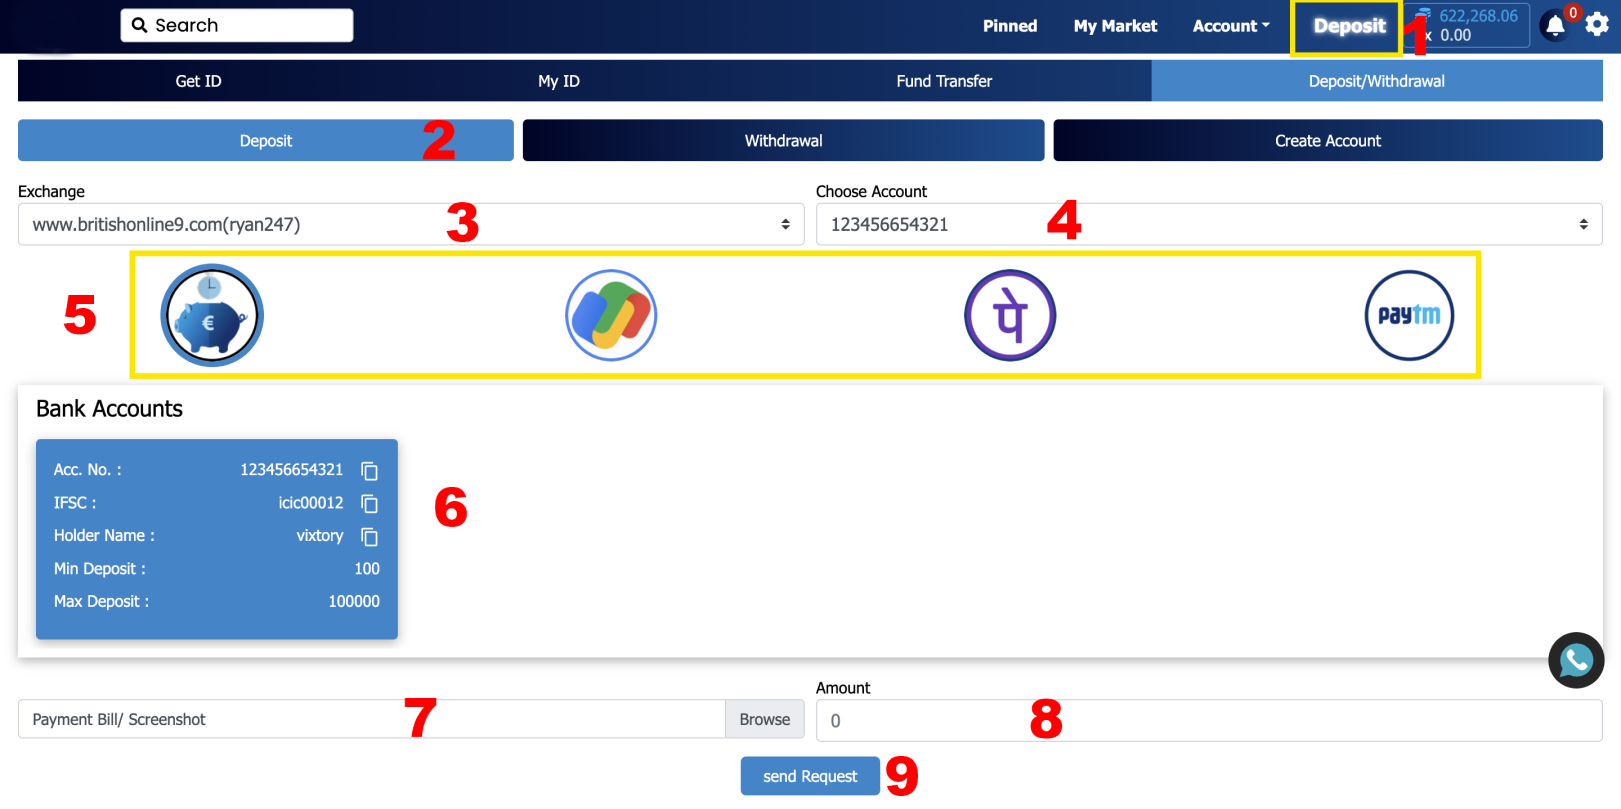 Search
Pinned
My Market
Account
Deposit
1
622,268.06
x 0.00
0
Get ID
My ID
Fund Transfer
Deposit/Withdrawal
Deposit
2
Withdrawal
Create Account
Exchange
www.britishonline9.com(ryan247)
3
Choose Account
123456654321
4
5
€
पे
paytm
Bank Accounts
Acc. No. : 123456654321
IFSC : icic00012
Holder Name : vixtory
Min Deposit : 100
Max Deposit : 100000
6
Payment Bill/ Screenshot
7
Browse
Amount
0
8
send Request
9